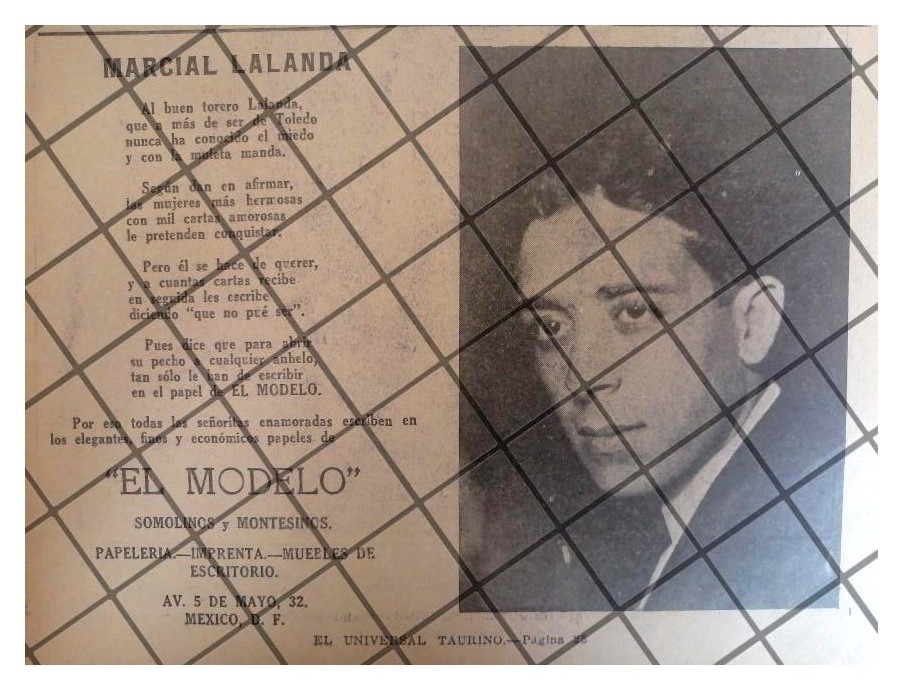 MARCIAL LALANDA
Al buen torero Lalanda,
que a más de ser de Toledo
nunca ha conocido el miedo
y con la muleta manda.
Según dan en afirmar,
las mujeres más hermosas
con mil cartas amorosas
le pretenden conquistar.
Pero él se hace de querer,
y a cuantas cartas recibe
en seguida les escribe
diciendo “que no pué ser”.
Pues dice que para abrir
su pecho a cualquier anhelo,
tan sólo le han de escribir
en el papel de EL MODELO.
Por eso todas las señoritas enamoradas escriben en
los elegantes, finos y económicos papeles de
“EL MODELO”
SOMOLINOS y MONTESINOS.
PAPELERIA.—IMPRENTA.—MUEBLES DE
ESCRITORIO.
AV. 5 DE MAYO, 32.
MEXICO, D. F.
EL UNIVERSAL TAURINO.—Página